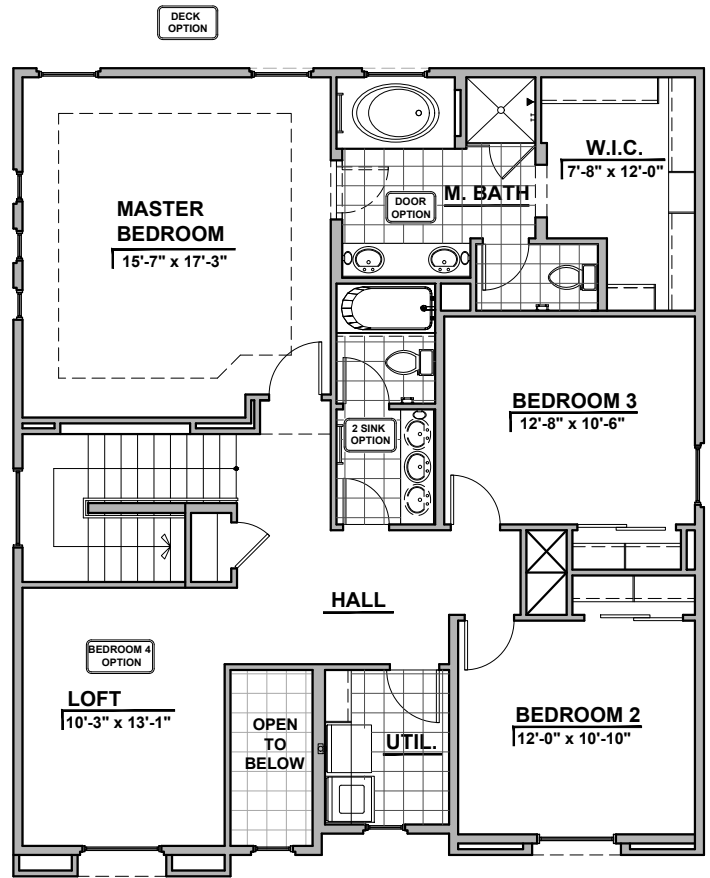 DECK
OPTION
W.I.C.
7'-8" x 12'-0"
M. BATH
DOOR
OPTION
MASTER
BEDROOM
15'-7" x 17'-3"
BEDROOM 3
12'-8" x 10'-6"
2 SINK
OPTION
HALL
BEDROOM 4
OPTION
LOFT
10'-3" x 13'-1"
OPEN
TO
BELOW
UTIL.
BEDROOM 2
12'-0" x 10'-10"